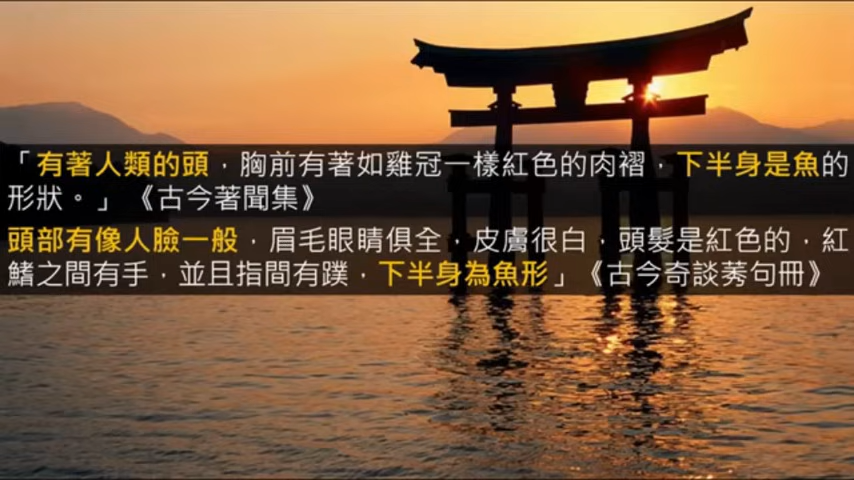 「有著人類的頭，胸前有著如雞冠一樣紅色的肉褶，下半身是魚的
形狀。」《古今著聞集》
頭部有像人臉一般，眉毛眼睛俱全，皮膚很白，頭髮是紅色的，紅
鰭之間有手，並且指間有蹼，下半身為魚形」《古今奇談莠句冊》